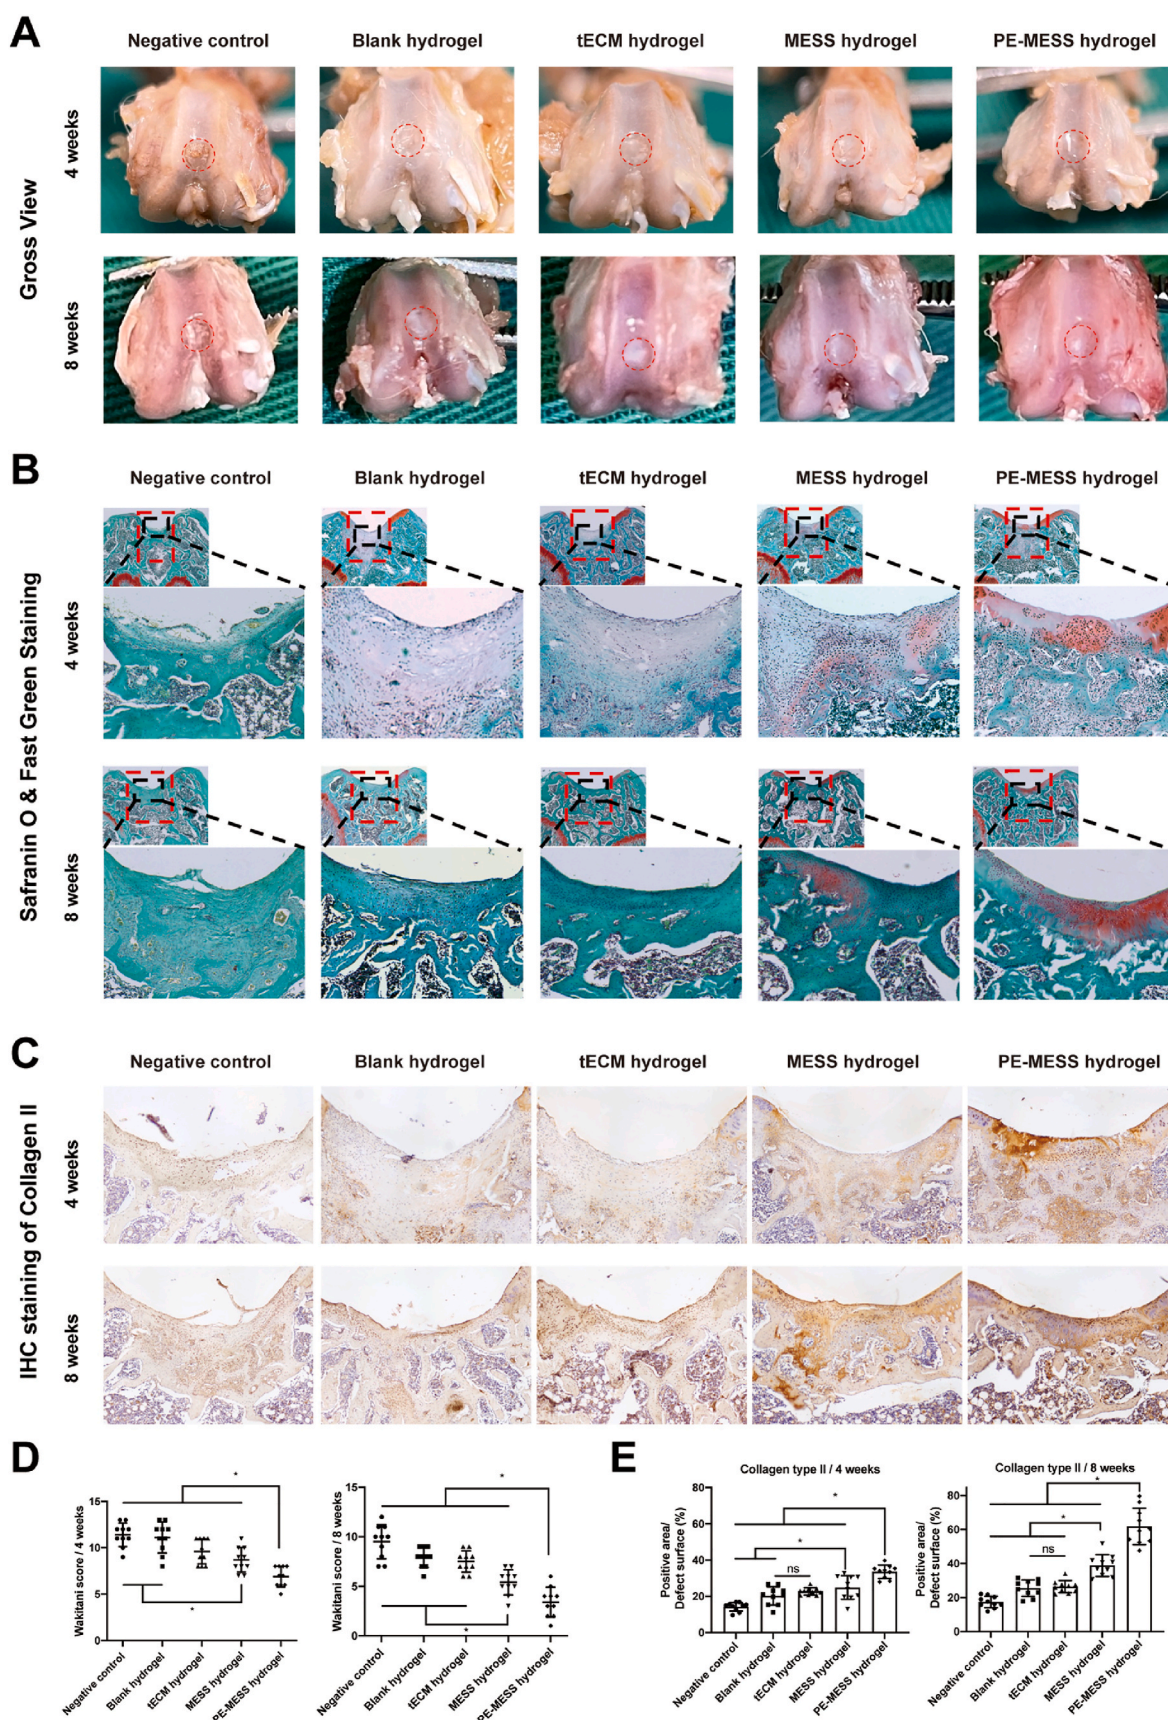 A
Negative control Blank hydrogel tECM hydrogel MESS hydrogel PE-MESS hydrogel
Gross View
4 weeks
8 weeks
B
Negative control Blank hydrogel tECM hydrogel MESS hydrogel PE-MESS hydrogel
Safranin O & Fast Green Staining
4 weeks
8 weeks
C
Negative control Blank hydrogel tECM hydrogel MESS hydrogel PE-MESS hydrogel
IHC staining of Collagen II
4 weeks
8 weeks
D
Wakitani score / 4 weeks
15
10
5
0
*
*
Negative control
Blank hydrogel
tECM hydrogel
MESS hydrogel
PE-MESS hydrogel
Wakitani score / 8 weeks
15
10
5
0
*
*
Negative control
Blank hydrogel
tECM hydrogel
MESS hydrogel
PE-MESS hydrogel
E
Collagen type II / 4 weeks
Positive area/
Defect surface (%)
80
60
40
20
0
*
*
ns
Negative control
Blank hydrogel
tECM hydrogel
MESS hydrogel
PE-MESS hydrogel
Collagen type II / 8 weeks
Positive area/
Defect surface (%)
80
60
40
20
0
*
*
ns
Negative control
Blank hydrogel
tECM hydrogel
MESS hydrogel
PE-MESS hydrogel